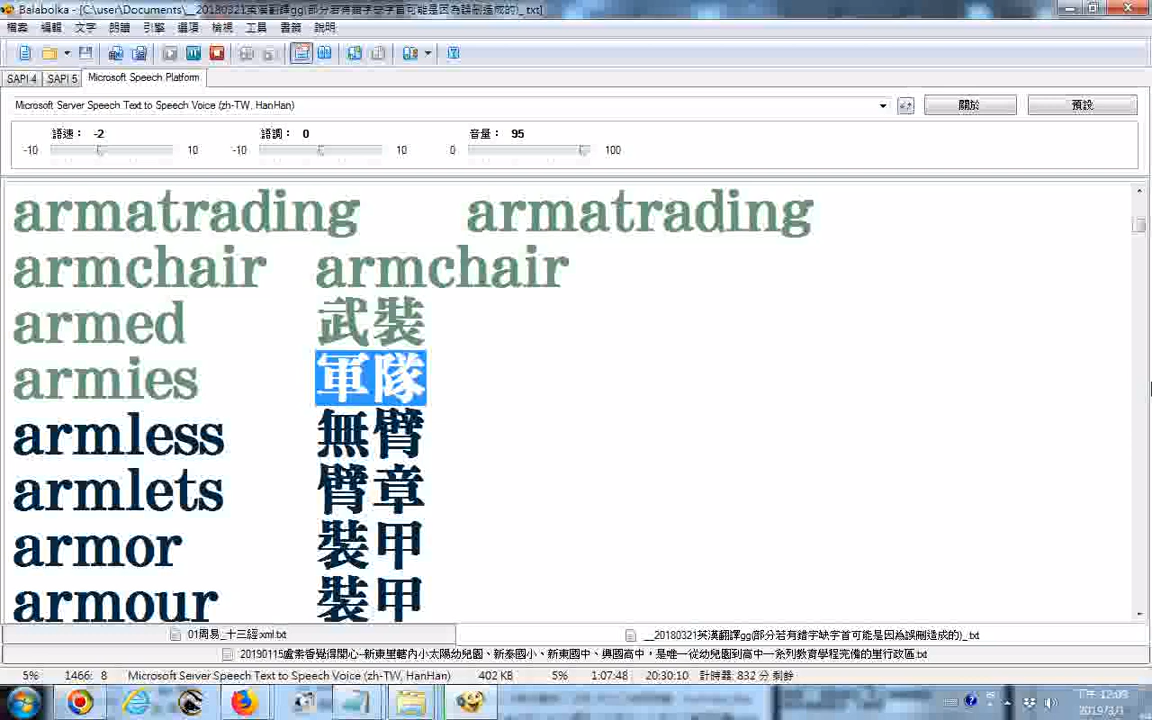 Balabolka - [C:\user\Documents\__20180321英漢翻譯gg(部分若有錯字缺字首可能是因為誤刪造成的)_.txt]
檔案 編輯 文字 朗讀 引擎 選項 檢視 工具 書籤 說明
SAPI 4 SAPI 5 Microsoft Speech Platform
Microsoft Server Speech Text to Speech Voice (zh-TW, HanHan) 關於 預設
語速： -2 語調： 0 音量： 95
-10 10 -10 10 0 100
armatrading armatrading
armchair armchair
armed 武裝
armies 軍隊
armless 無臂
armlets 臂章
armor 裝甲
armour 裝甲
01周易_十三經.xml.txt __20180321英漢翻譯gg(部分若有錯字缺字首可能是因為誤刪造成的)_.txt
20190115盧素香覺得開心-新東里轄內小太陽幼兒園、新泰國小、新東國中、興國高中，是唯一從幼兒園到高中一系列教育學程完備的里行政區.txt
5% 1466: 8 Microsoft Server Speech Text to Speech Voice (zh-TW, HanHan) 402 KB 5% 1:07:48 20:30:10 計時器: 832 分 剩餘